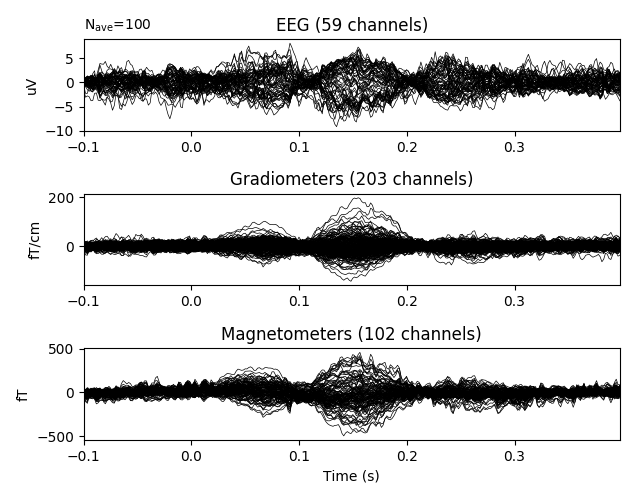 N_ave=100 EEG (59 channels)
5
0
−5
−10
uV
−0.1 0.0 0.1 0.2 0.3
Gradiometers (203 channels)
200
0
fT/cm
−0.1 0.0 0.1 0.2 0.3
Magnetometers (102 channels)
500
0
−500
fT
−0.1 0.0 0.1 0.2 0.3
Time (s)